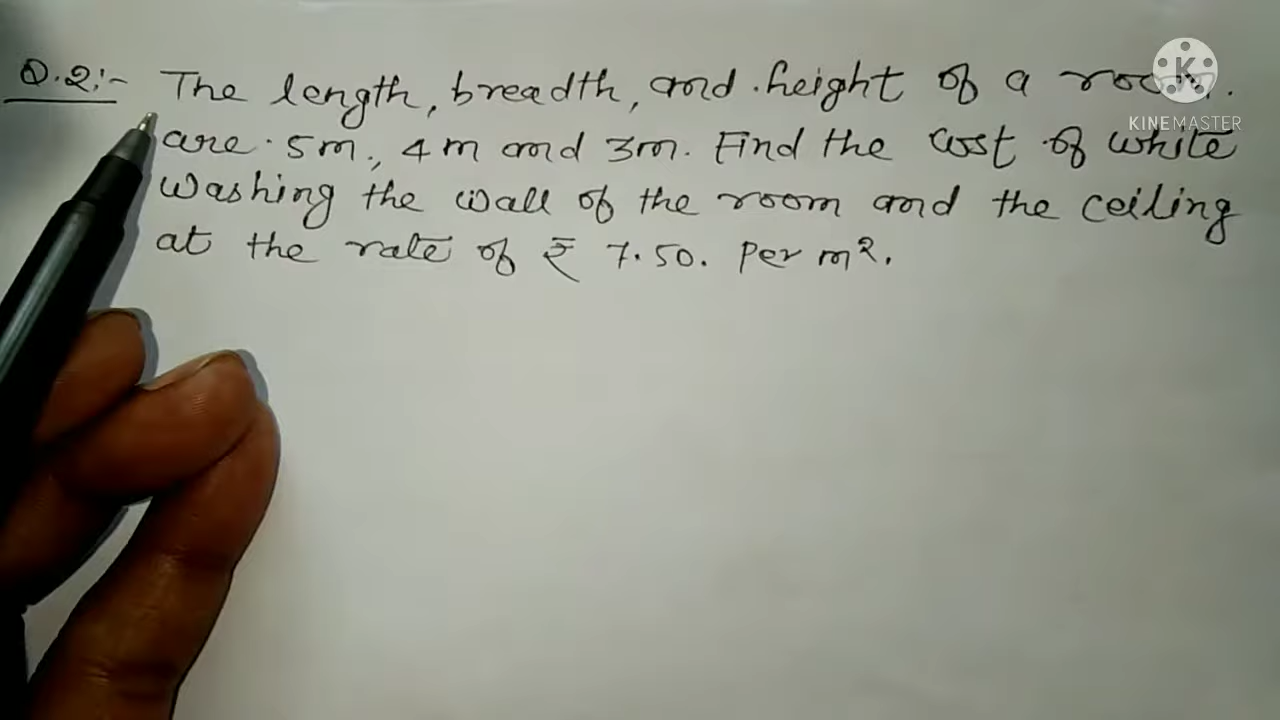 Q.2:- The length, breadth, and height of a room.
are 5m., 4m and 3m. Find the cost of white
washing the wall of the room and the ceiling
at the rate of ₹ 7.50. Per m².
K
KINEMASTER